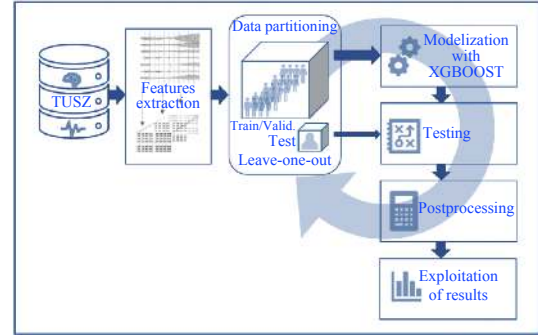 Data partitioning
Modelization
with
XGBOOST
TUSZ
Features
extraction
Train/Valid.
Test
Leave-one-out
Testing
Postprocessing
Exploitation
of results